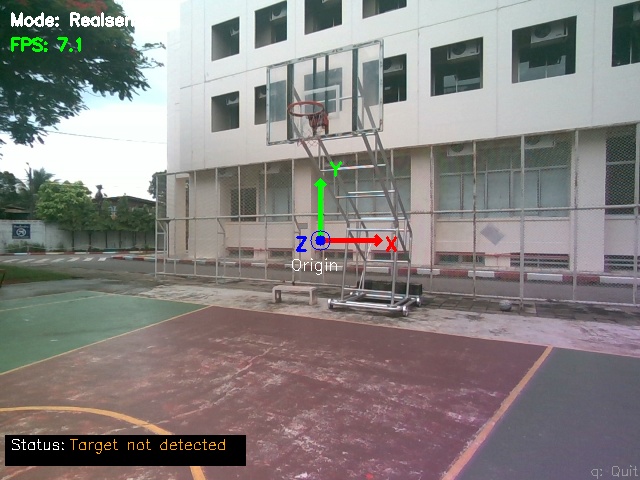 Mode: Realsen
FPS: 7.1
Y
Z
X
Origin
Status: Target not detected
q: Quit